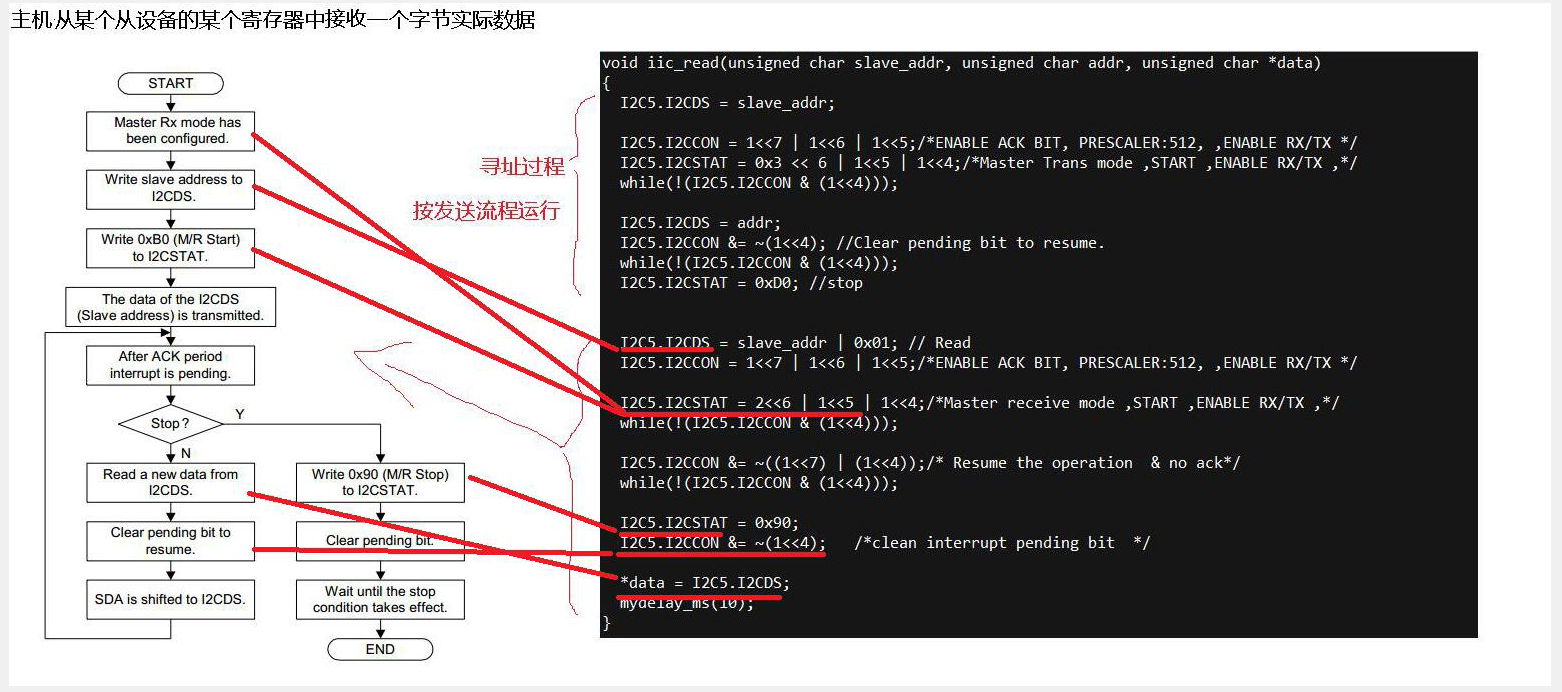 主机从某个从设备的某个寄存器中接收一个字节实际数据
START
Master Rx mode has
been configured.
Write slave address to
I2CDS.
Write 0xB0 (M/R Start)
to I2CSTAT.
The data of the I2CDS
(Slave address) is transmitted.
After ACK period
interrupt is pending.
Stop?
Y
N
Read a new data from
I2CDS.
Clear pending bit to
resume.
SDA is shifted to I2CDS.
Write 0x90 (M/R Stop)
to I2CSTAT.
Clear pending bit.
Wait until the stop
condition takes effect.
END
寻址过程
按发送流程运行
void iic_read(unsigned char slave_addr, unsigned char addr, unsigned char *data)
{
I2C5.I2CDS = slave_addr;
I2C5.I2CCON = 1<<7 | 1<<6 | 1<<5;/*ENABLE ACK BIT, PRESCALER:512, ,ENABLE RX/TX */
I2C5.I2CSTAT = 0x3 << 6 | 1<<5 | 1<<4;/*Master Trans mode ,START ,ENABLE RX/TX ,*/
while(!(I2C5.I2CCON & (1<<4)));
I2C5.I2CDS = addr;
I2C5.I2CCON &= ~(1<<4); //Clear pending bit to resume.
while(!(I2C5.I2CCON & (1<<4)));
I2C5.I2CSTAT = 0xD0; //stop
I2C5.I2CDS = slave_addr | 0x01; // Read
I2C5.I2CCON = 1<<7 | 1<<6 | 1<<5;/*ENABLE ACK BIT, PRESCALER:512, ,ENABLE RX/TX */
I2C5.I2CSTAT = 2<<6 | 1<<5 | 1<<4;/*Master receive mode ,START ,ENABLE RX/TX ,*/
while(!(I2C5.I2CCON & (1<<4)));
I2C5.I2CCON &= ~((1<<7) | (1<<4));/* Resume the operation  & no ack*/
while(!(I2C5.I2CCON & (1<<4)));
I2C5.I2CSTAT = 0x90;
I2C5.I2CCON &= ~(1<<4);   /*clean interrupt pending bit  */
*data = I2C5.I2CDS;
mydelay_ms(10);
}